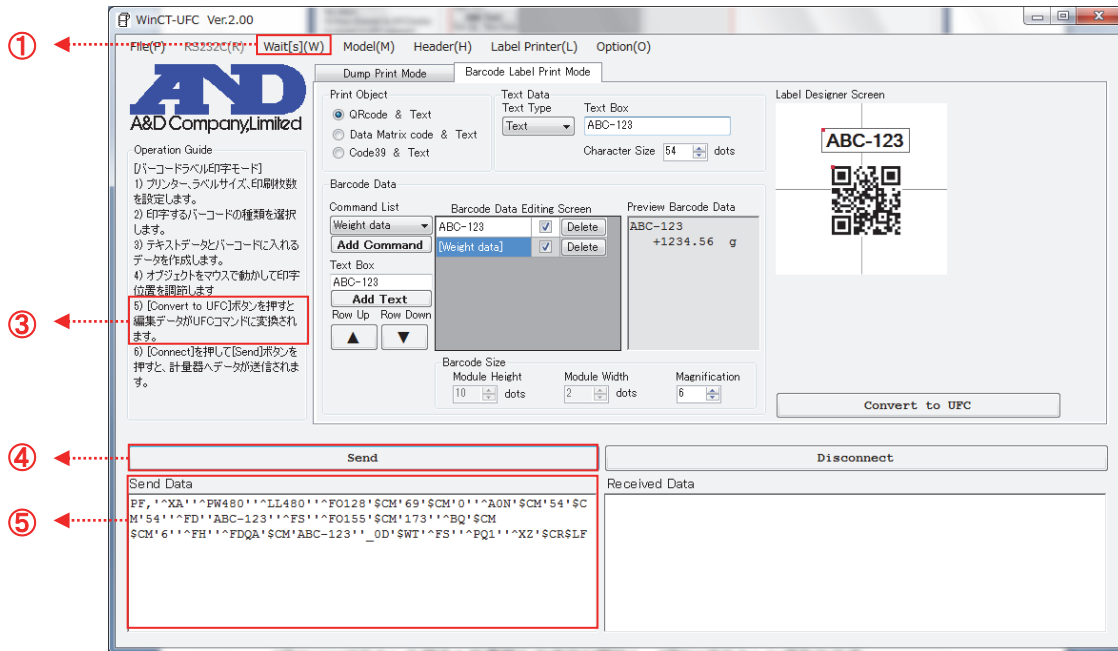 WinCT-UFC Ver.2.00
① File(P) RS232C(R) Wait[s](W) Model(M) Header(H) Label Printer(L) Option(O)
AND
A&D Company,Limited
Operation Guide
[バーコードラベル印字モード]
1) プリンター、ラベルサイズ、印刷枚数
を設定します。
2) 印字するバーコードの種類を選択
します。
3) テキストデータとバーコードに入れる
データを作成します。
4) オブジェクトをマウスで動かして印字
位置を調節します
③ 5) [Convert to UFC]ボタンを押すと
編集データがUFCコマンドに変換され
ます。
6) [Connect]を押して[Send]ボタンを
押すと、計量器へデータが送信されま
す。
Dump Print Mode Barcode Label Print Mode
Print Object
QRcode & Text
Data Matrix code & Text
Code39 & Text
Text Data
Text Type Text Box
Text ABC-123
Character Size 54 dots
Barcode Data
Command List
Weight data
Add Command
Text Box
ABC-123
Add Text
Row Up Row Down
▲ ▼
Barcode Data Editing Screen
ABC-123 Delete
[Weight data] Delete
Preview Barcode Data
ABC-123
+1234.56 g
Barcode Size
Module Height Module Width Magnification
10 dots 2 dots 6
Label Designer Screen
ABC-123
Convert to UFC
④ Send Disconnect
Send Data Received Data
⑤ PF,'^XA''^PW480''^LL480''^FO128'$CM'69'$CM'0''^A0N'$CM'54'$C
M'54''^FD''ABC-123''^FS''^FO155'$CM'173''^BQ'$CM
$CM'6''^FH''^FDQA'$CM'ABC-123''_0D'$WT'^FS''^PQ1''^XZ'$CR$LF